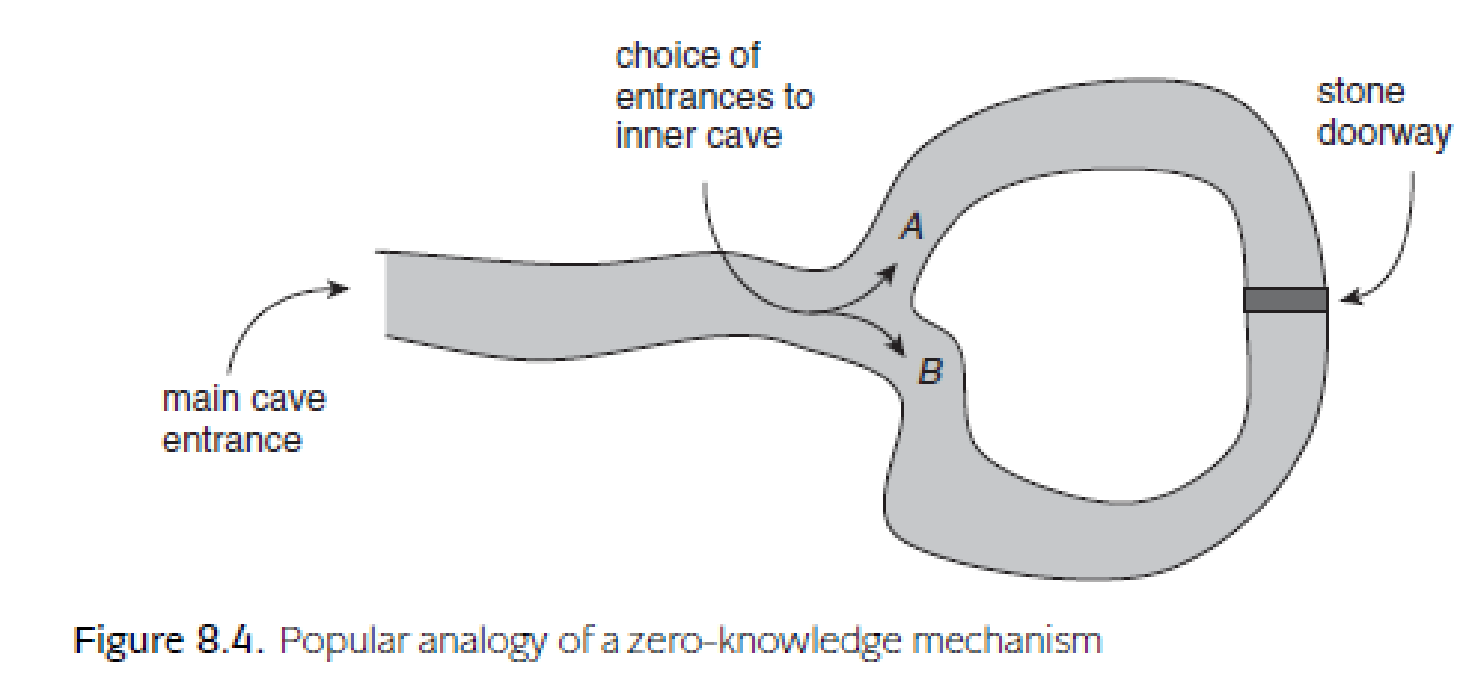 choice of
entrances to
inner cave
stone
doorway
A
B
main cave
entrance
Figure 8.4. Popular analogy of a zero-knowledge mechanism